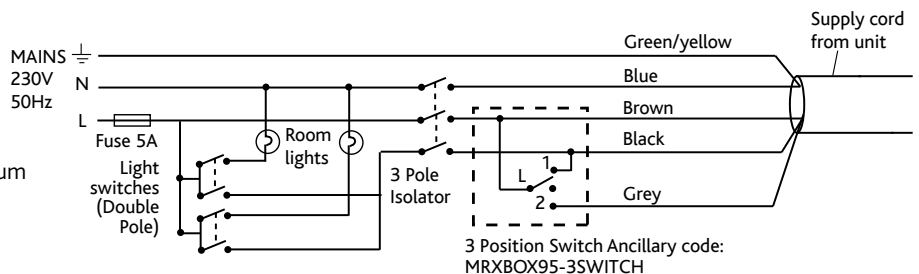 Supply cord
from unit
MAINS
230V
50Hz
N
L
Fuse 5A
Green/yellow
Blue
Brown
Black
Grey
Room
lights
Light
switches
(Double
Pole)
3 Pole
Isolator
L
1
2
3 Position Switch Ancillary code:
MRXBOX95-3SWITCH
um